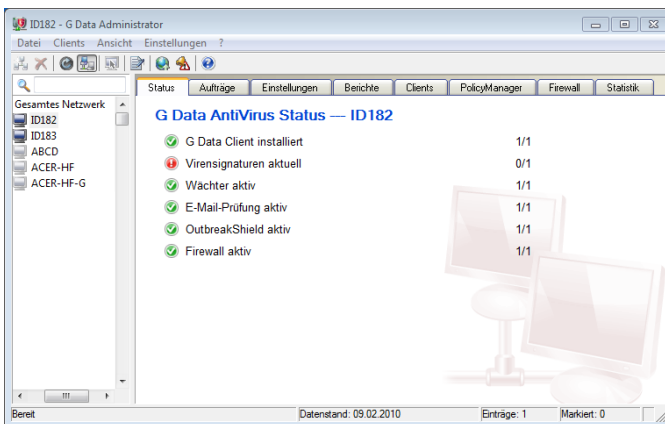 ID182 - G Data Administrator
Datei Clients Ansicht Einstellungen ?
Status Aufträge Einstellungen Berichte Clients PolicyManager Firewall Statistik
Gesamtes Netzwerk
ID182
ID183
ABCD
ACER-HF
ACER-HF-G
G Data AntiVirus Status --- ID182
G Data Client installiert 1/1
Virensignaturen aktuell 0/1
Wächter aktiv 1/1
E-Mail-Prüfung aktiv 1/1
OutbreakShield aktiv 1/1
Firewall aktiv 1/1
Bereit Datenstand: 09.02.2010 Einträge: 1 Markiert: 0